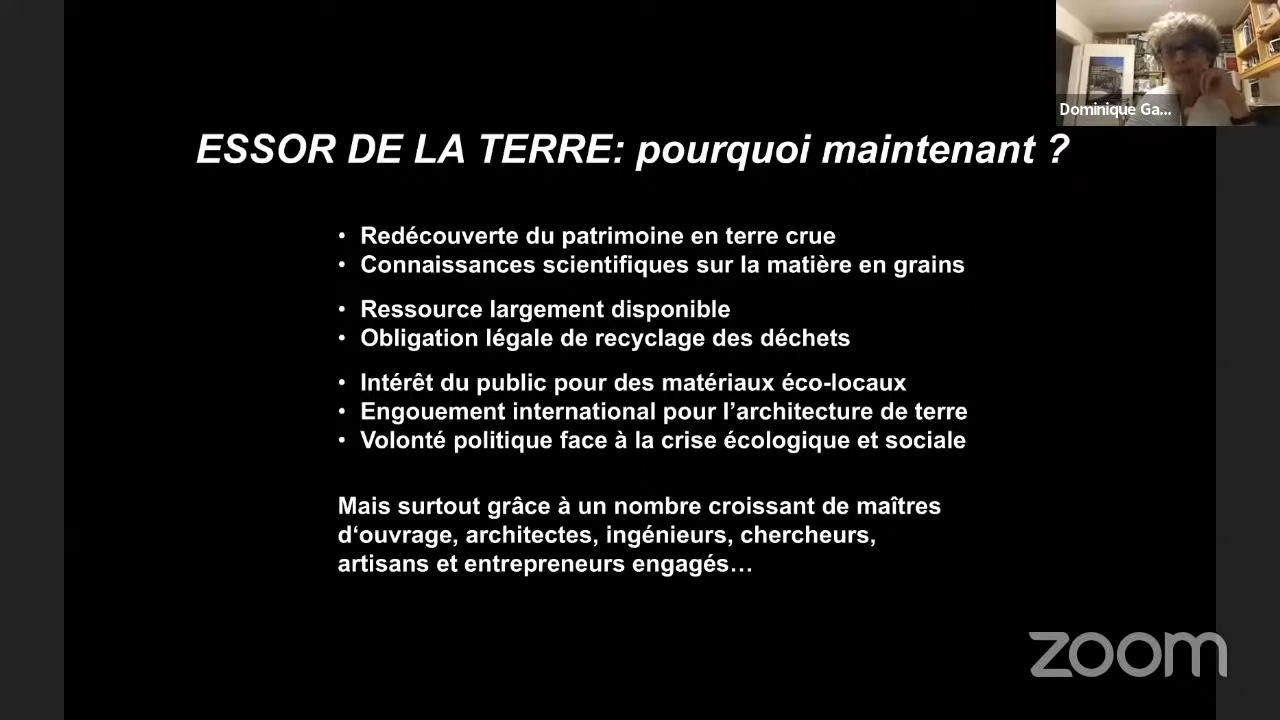 Dominique Ga...
ESSOR DE LA TERRE: pourquoi maintenant ?
• Redécouverte du patrimoine en terre crue
• Connaissances scientifiques sur la matière en grains
• Ressource largement disponible
• Obligation légale de recyclage des déchets
• Intérêt du public pour des matériaux éco-locaux
• Engouement international pour l’architecture de terre
• Volonté politique face à la crise écologique et sociale
Mais surtout grâce à un nombre croissant de maîtres
d‘ouvrage, architectes, ingénieurs, chercheurs,
artisans et entrepreneurs engagés…
zoom